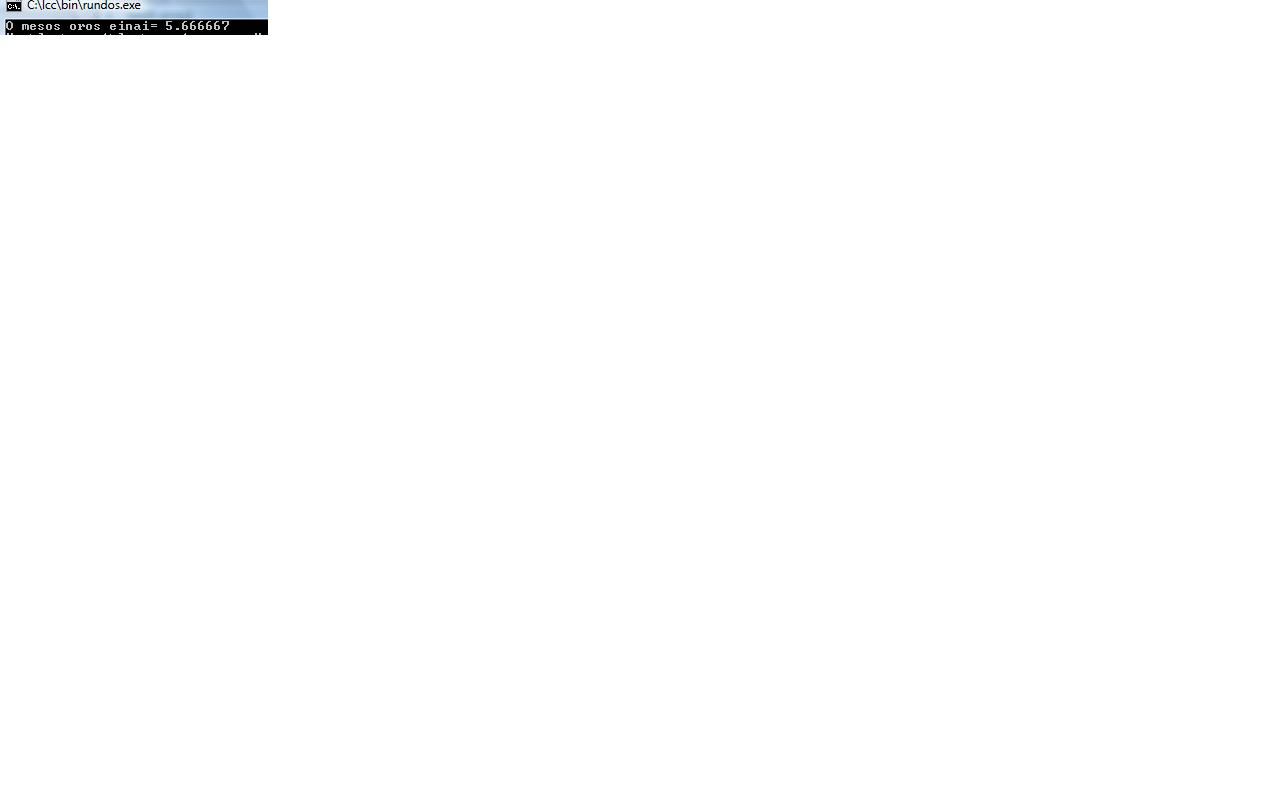 C:\lcc\bin\rundos.exe
O mesos oros einai= 5.666667